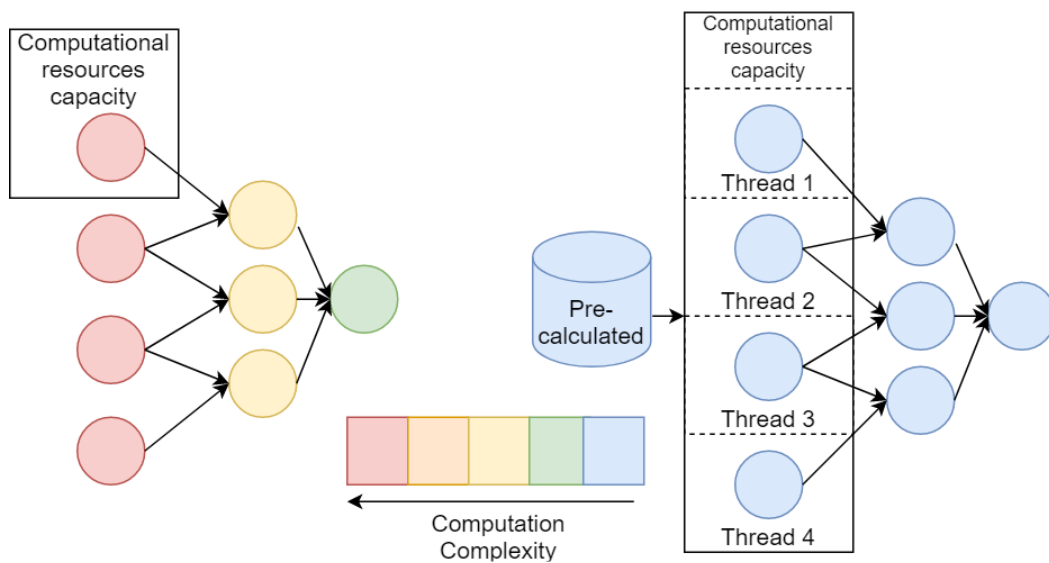 Computational
resources
capacity
Computational
resources
capacity
Thread 1
Thread 2
Pre-
calculated
Thread 3
Thread 4
Computation
Complexity